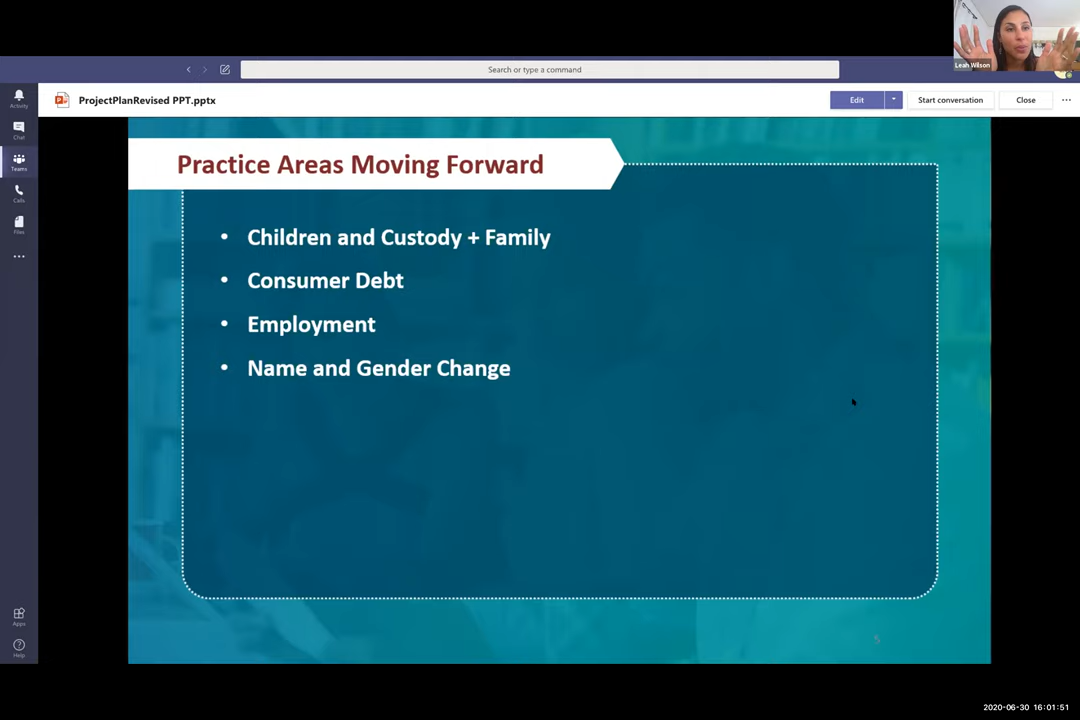 Leah Wilson
Search or type a command
Activity
ProjectPlanRevised PPT.pptx
Edit
Start conversation
Close
Chat
Teams
Calls
Files
Practice Areas Moving Forward
• Children and Custody + Family
• Consumer Debt
• Employment
• Name and Gender Change
Apps
Help
5
2020-06-30 16:01:51